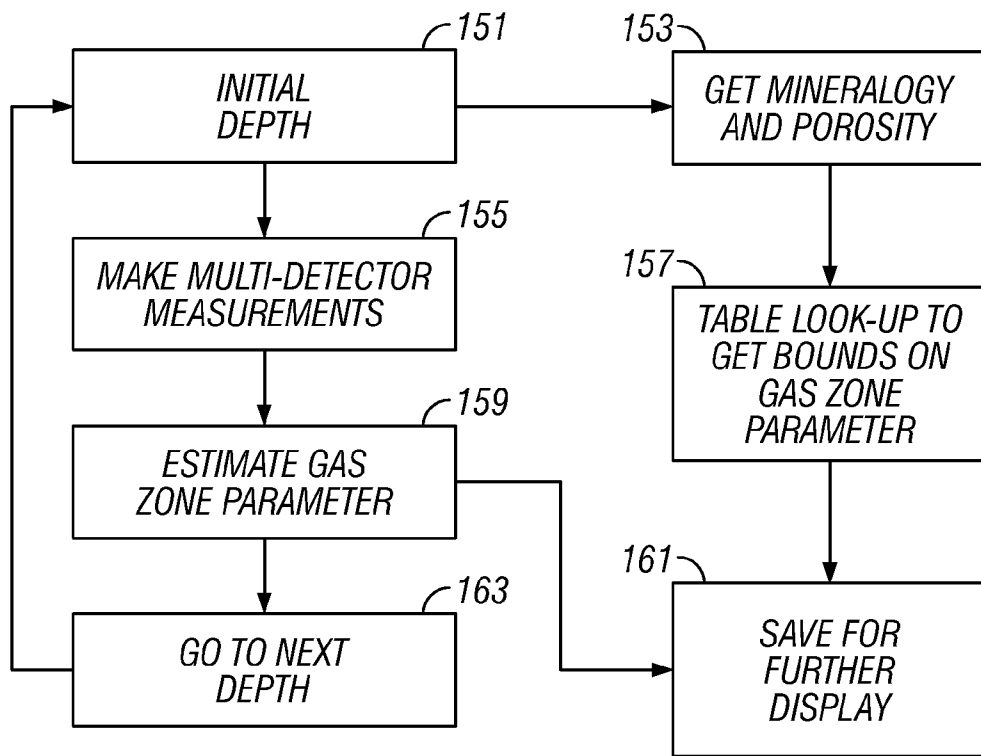 151
INITIAL
DEPTH
153
GET MINERALOGY
AND POROSITY
155
MAKE MULTI-DETECTOR
MEASUREMENTS
157
TABLE LOOK-UP TO
GET BOUNDS ON
GAS ZONE
PARAMETER
159
ESTIMATE GAS
ZONE PARAMETER
161
SAVE FOR
FURTHER
DISPLAY
163
GO TO NEXT
DEPTH